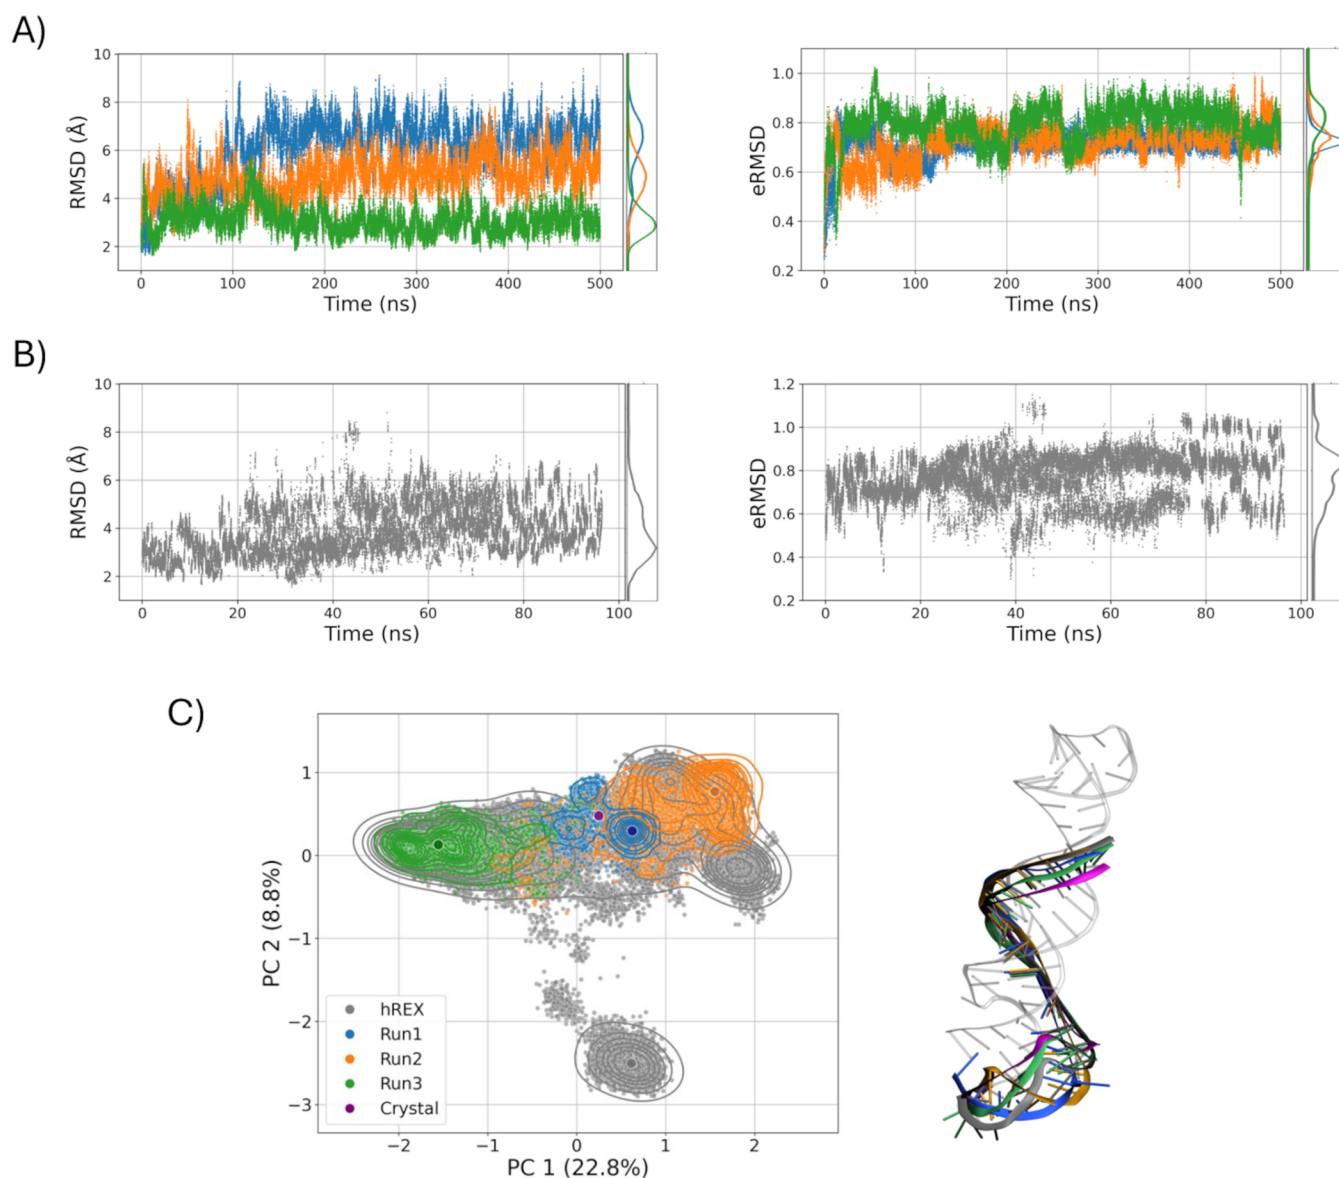 A)
RMSD (Å)
10
8
6
4
2
0 100 200 300 400 500
Time (ns)
eRMSD
1.0
0.8
0.6
0.4
0.2
0 100 200 300 400 500
Time (ns)
B)
RMSD (Å)
10
8
6
4
2
0 20 40 60 80 100
Time (ns)
eRMSD
1.2
1.0
0.8
0.6
0.4
0.2
0 20 40 60 80 100
Time (ns)
C)
PC 2 (8.8%)
1
0
−1
−2
−3
hREX
Run1
Run2
Run3
Crystal
−2 −1 0 1 2
PC 1 (22.8%)